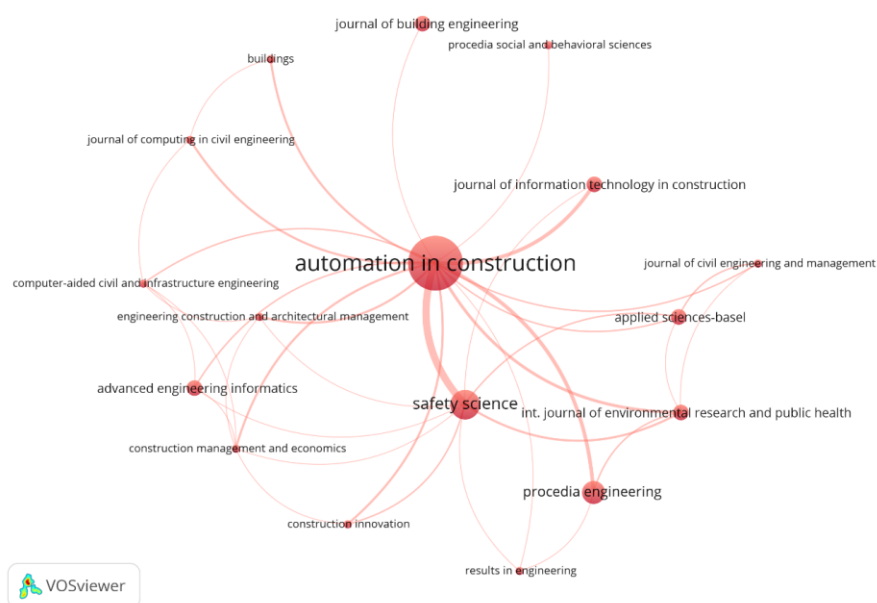 journal of building engineering
procedia social and behavioral sciences
buildings
journal of computing in civil engineering
journal of information technology in construction
automation in construction
journal of civil engineering and management
computer-aided civil and infrastructure engineering
engineering construction and architectural management
applied sciences-basel
advanced engineering informatics
safety science
int. journal of environmental research and public health
construction management and economics
procedia engineering
construction innovation
results in engineering
VOSviewer